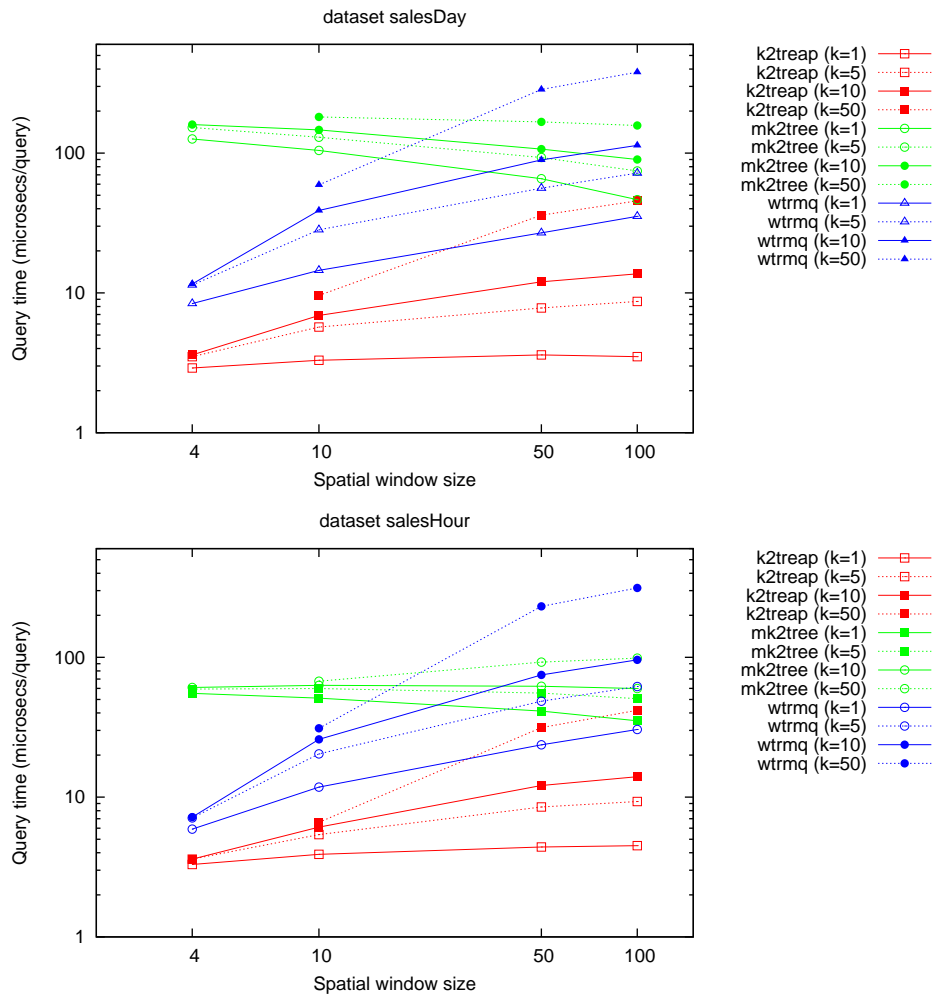 dataset salesDay
Query time (microsecs/query)
100
10
1
4
10
50
100
Spatial window size
k2treap (k=1)
k2treap (k=5)
k2treap (k=10)
k2treap (k=50)
mk2tree (k=1)
mk2tree (k=5)
mk2tree (k=10)
mk2tree (k=50)
wtrmq (k=1)
wtrmq (k=5)
wtrmq (k=10)
wtrmq (k=50)
dataset salesHour
Query time (microsecs/query)
100
10
1
4
10
50
100
Spatial window size
k2treap (k=1)
k2treap (k=5)
k2treap (k=10)
k2treap (k=50)
mk2tree (k=1)
mk2tree (k=5)
mk2tree (k=10)
mk2tree (k=50)
wtrmq (k=1)
wtrmq (k=5)
wtrmq (k=10)
wtrmq (k=50)